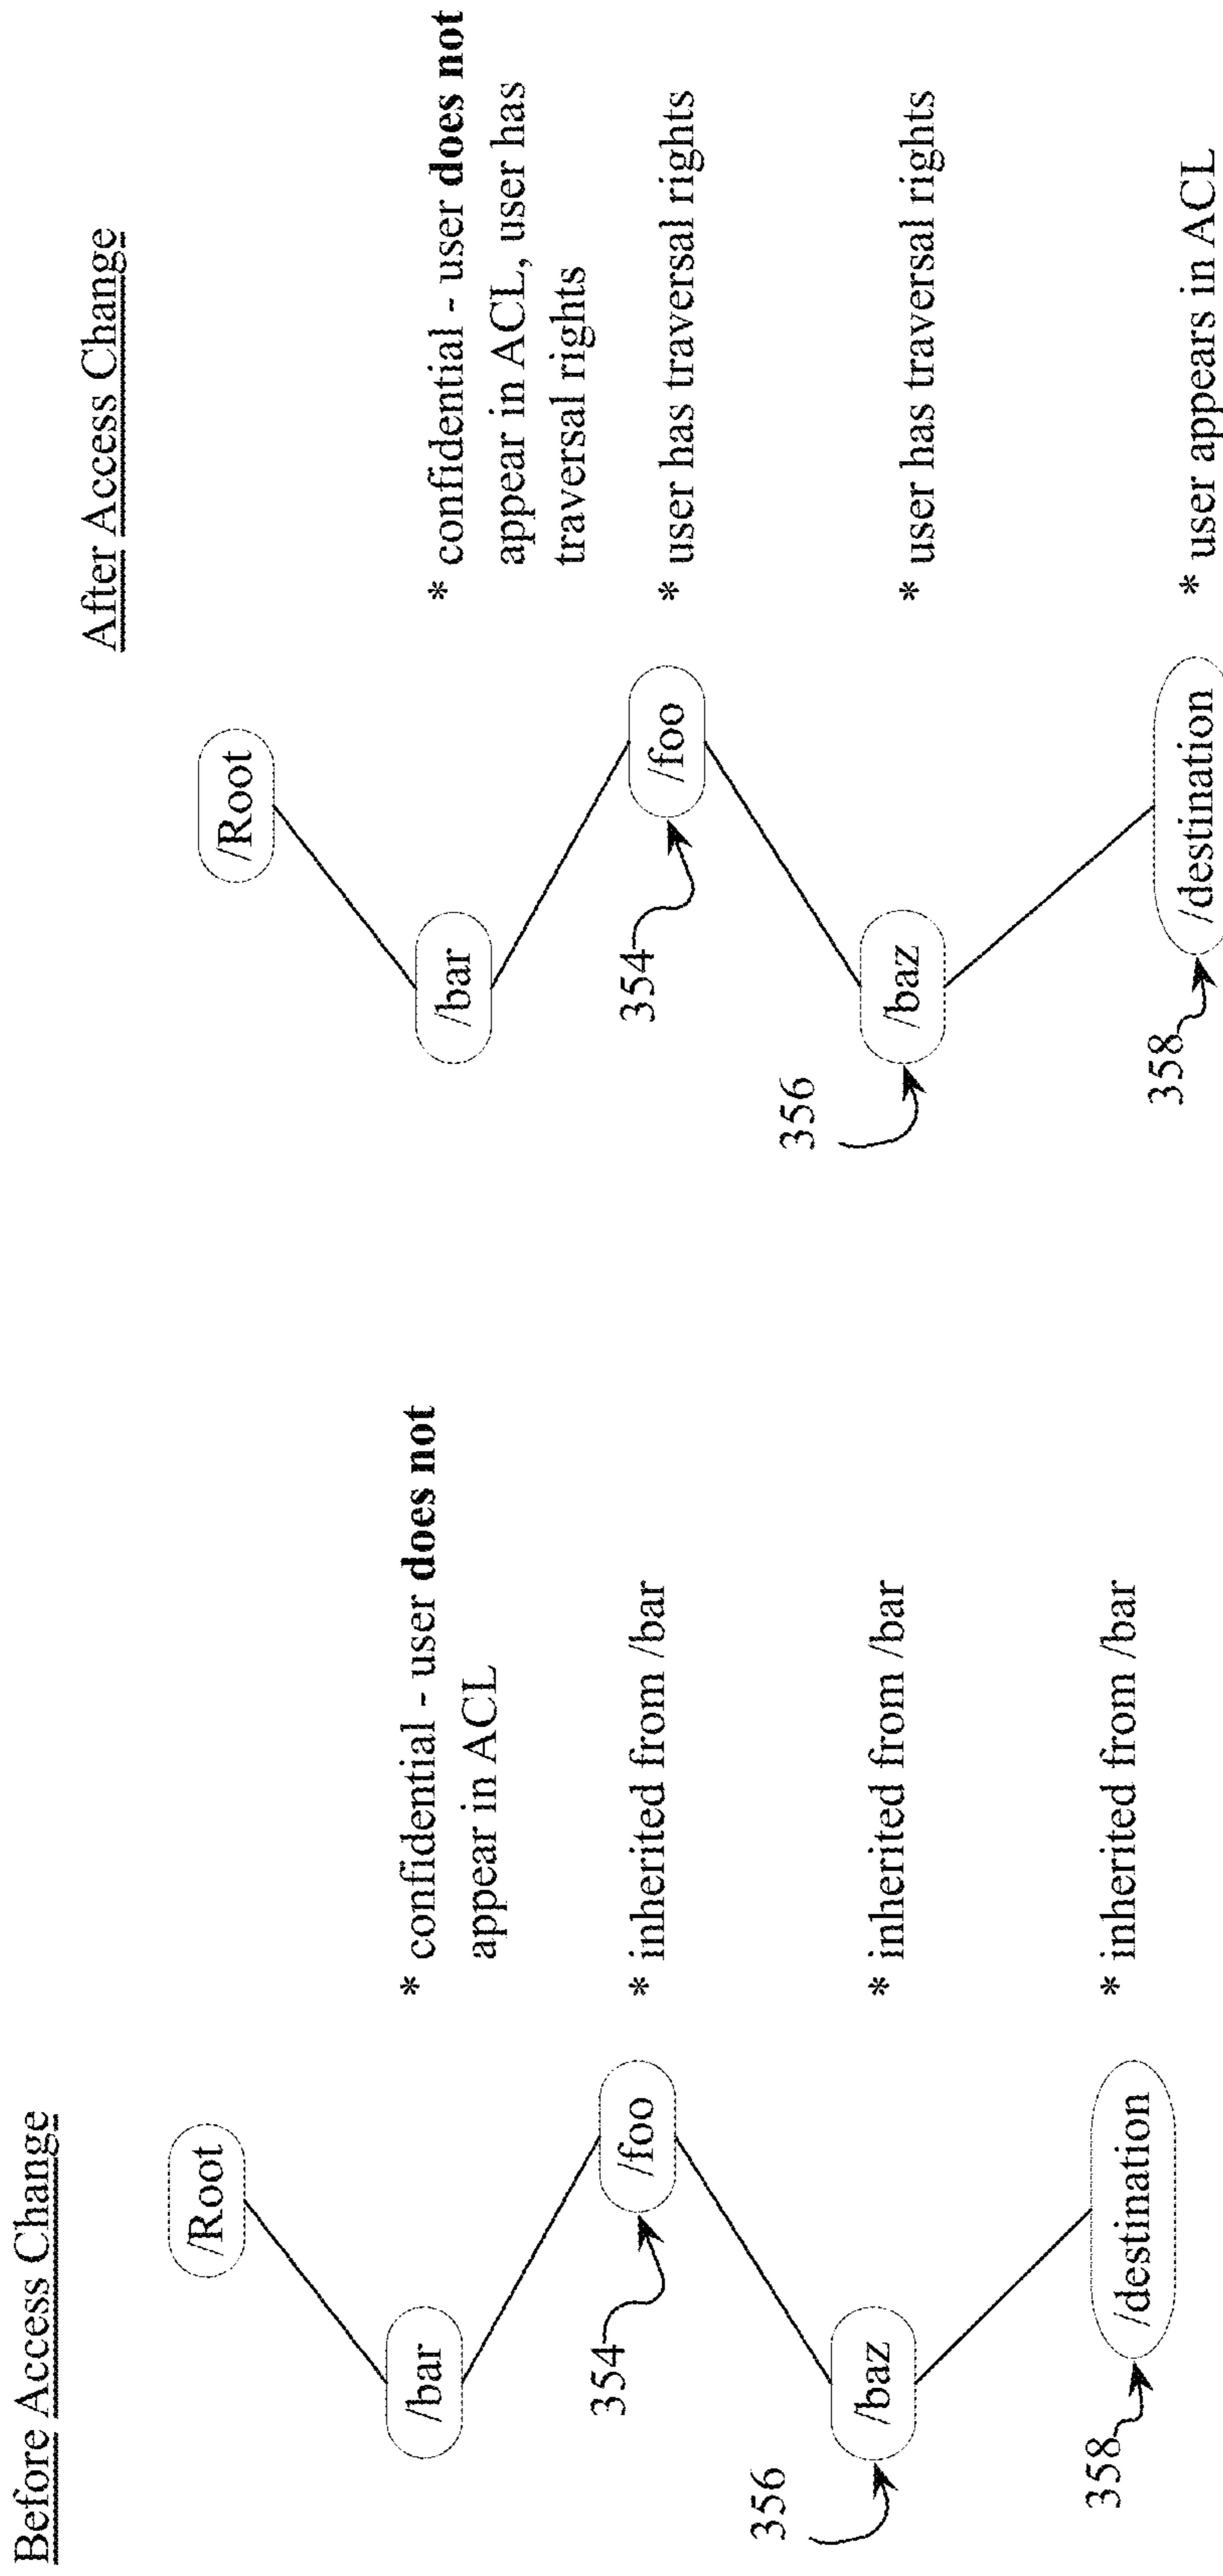 Before Access Change
/Root
/bar
* confidential - user does not
appear in ACL
/foo
* inherited from /bar
354
/baz
* inherited from /bar
356
/destination
* inherited from /bar
358
After Access Change
/Root
/bar
* confidential - user does not
appear in ACL, user has
traversal rights
/foo
* user has traversal rights
354
/baz
* user has traversal rights
356
/destination
* user appears in ACL
358